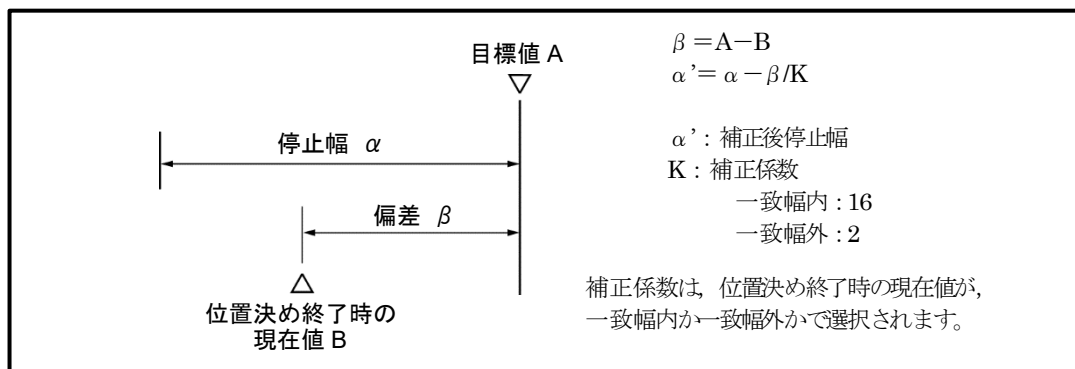 目標値 A
停止幅 α
偏差 β
位置決め終了時の
現在値 B
β=A−B
α’=α−β/K
α’:補正後停止幅
K:補正係数
一致幅内:16
一致幅外:2
補正係数は,位置決め終了時の現在値が,
一致幅内か一致幅外かで選択されます。